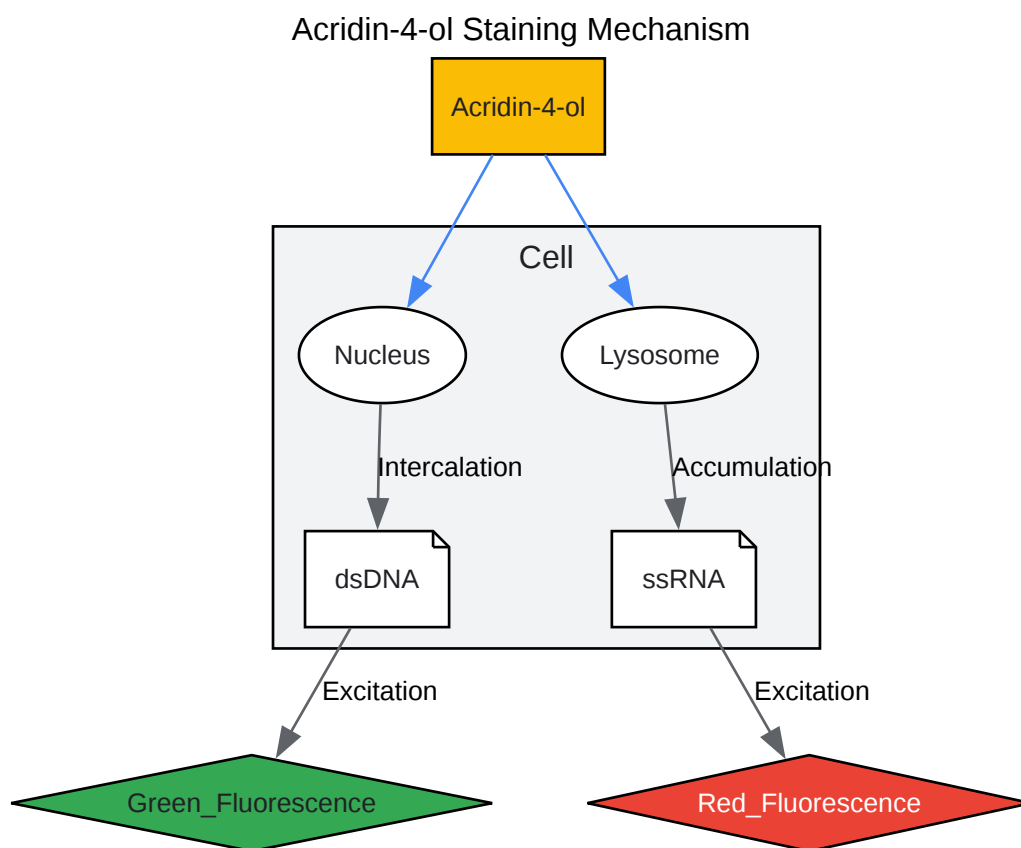 Acridin-4-ol Staining Mechanism
Acridin-4-ol
Cell
Nucleus
Lysosome
Intercalation
Accumulation
dsDNA
ssRNA
Excitation
Excitation
Green_Fluorescence
Red_Fluorescence